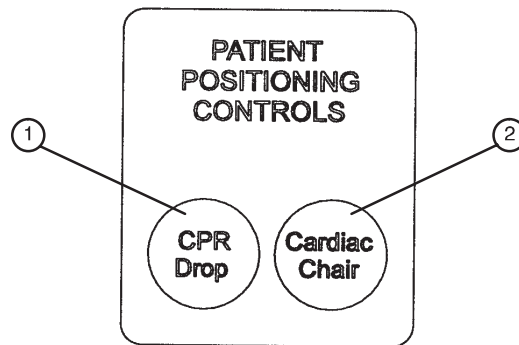 PATIENT
POSITIONING
CONTROLS
1
2
CPR
Drop
Cardiac
Chair